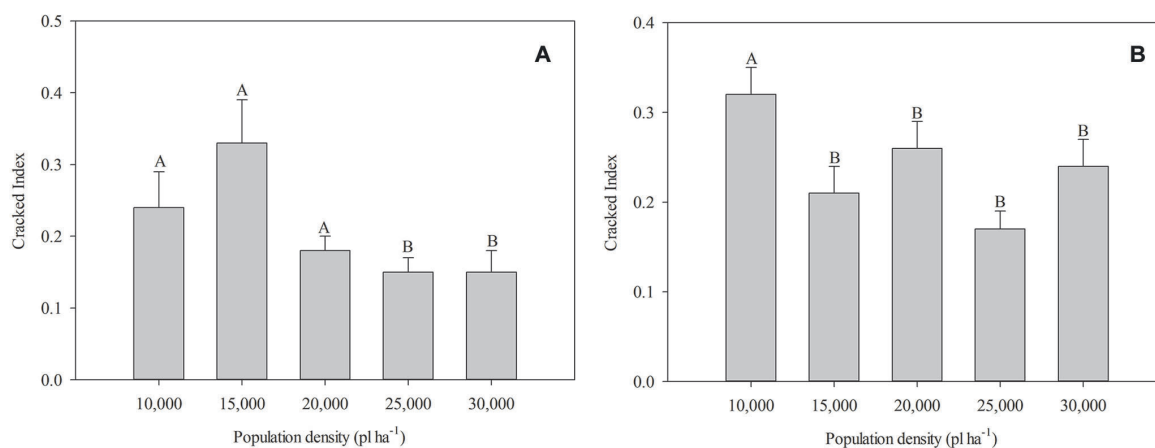 A
0.5
0.4
0.3
0.2
0.1
0.0
Cracked Index
A
A
A
B
B
10,000
15,000
20,000
25,000
30,000
Population density (pl ha⁻¹)
B
0.4
0.3
0.2
0.1
0.0
Cracked Index
A
B
B
B
B
10,000
15,000
20,000
25,000
30,000
Population density (pl ha⁻¹)